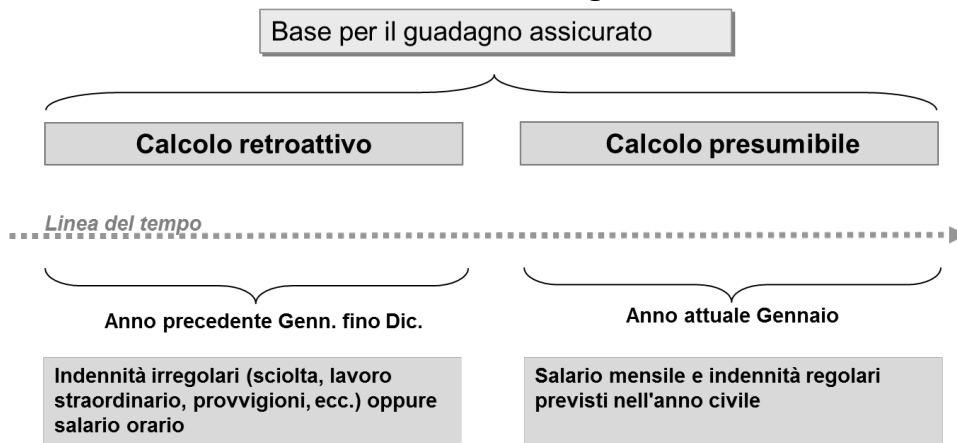 Base per il guadagno assicurato
Calcolo retroattivo
Calcolo presumibile
Linea del tempo
Anno precedente Genn. fino Dic.
Anno attuale Gennaio
Indennità irregolari (sciolta, lavoro
straordinario, provvigioni, ecc.) oppure
salario orario
Salario mensile e indennità regolari
previsti nell'anno civile